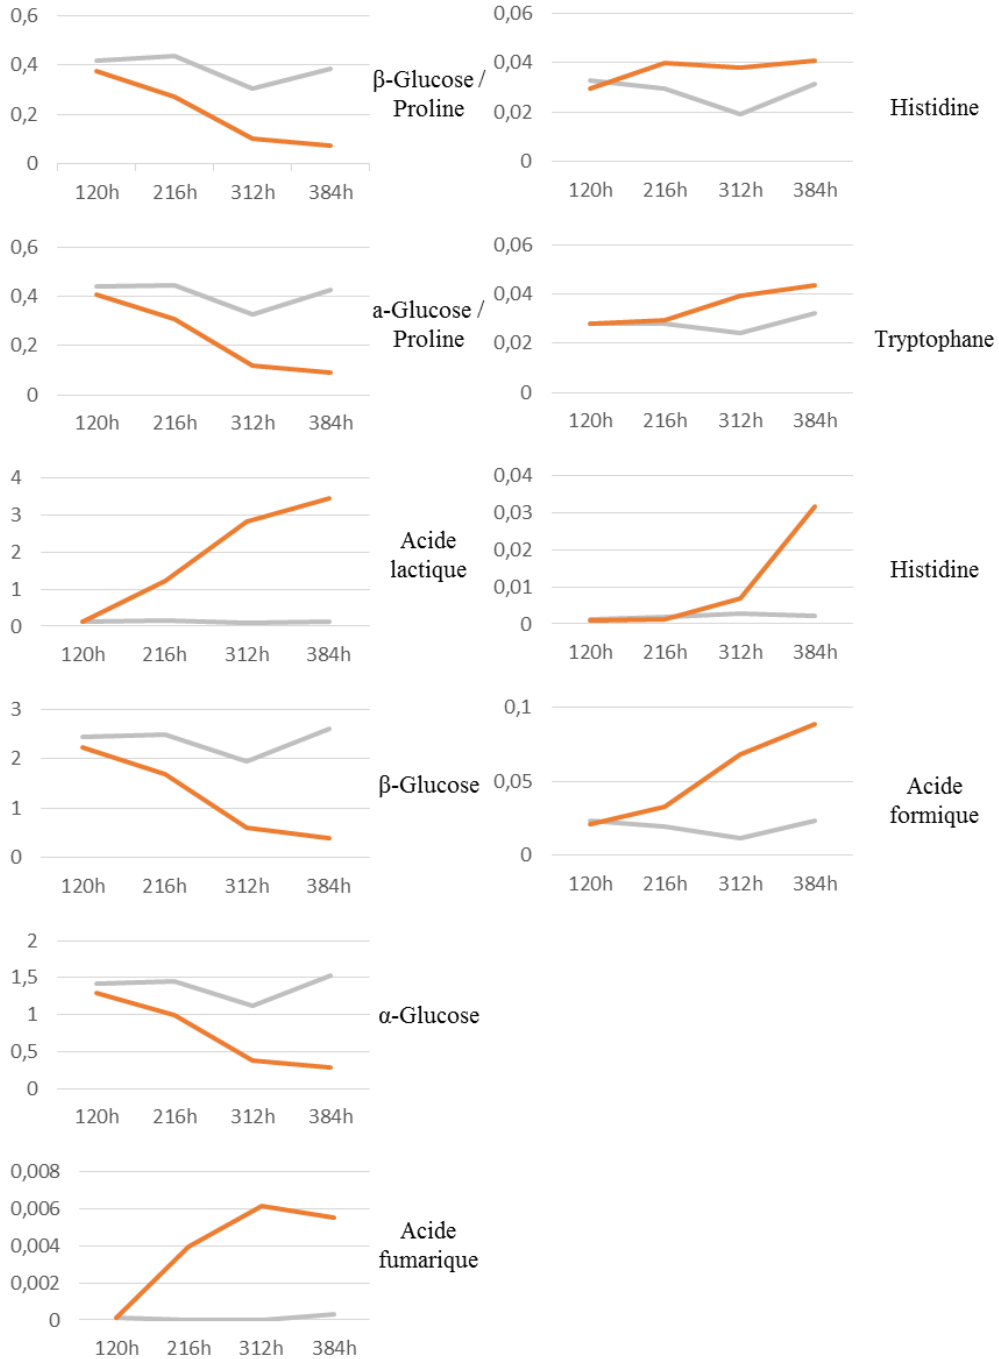 0,6
0,4
0,2
0
120h 216h 312h 384h
β-Glucose /
Proline
0,06
0,04
0,02
0
120h 216h 312h 384h
Histidine
0,6
0,4
0,2
0
120h 216h 312h 384h
a-Glucose /
Proline
0,06
0,04
0,02
0
120h 216h 312h 384h
Tryptophane
4
3
2
1
0
120h 216h 312h 384h
Acide
lactique
0,04
0,03
0,02
0,01
0
120h 216h 312h 384h
Histidine
3
2
1
0
120h 216h 312h 384h
β-Glucose
0,1
0,05
0
120h 216h 312h 384h
Acide
formique
2
1,5
1
0,5
0
120h 216h 312h 384h
α-Glucose
0,008
0,006
0,004
0,002
0
120h 216h 312h 384h
Acide
fumarique